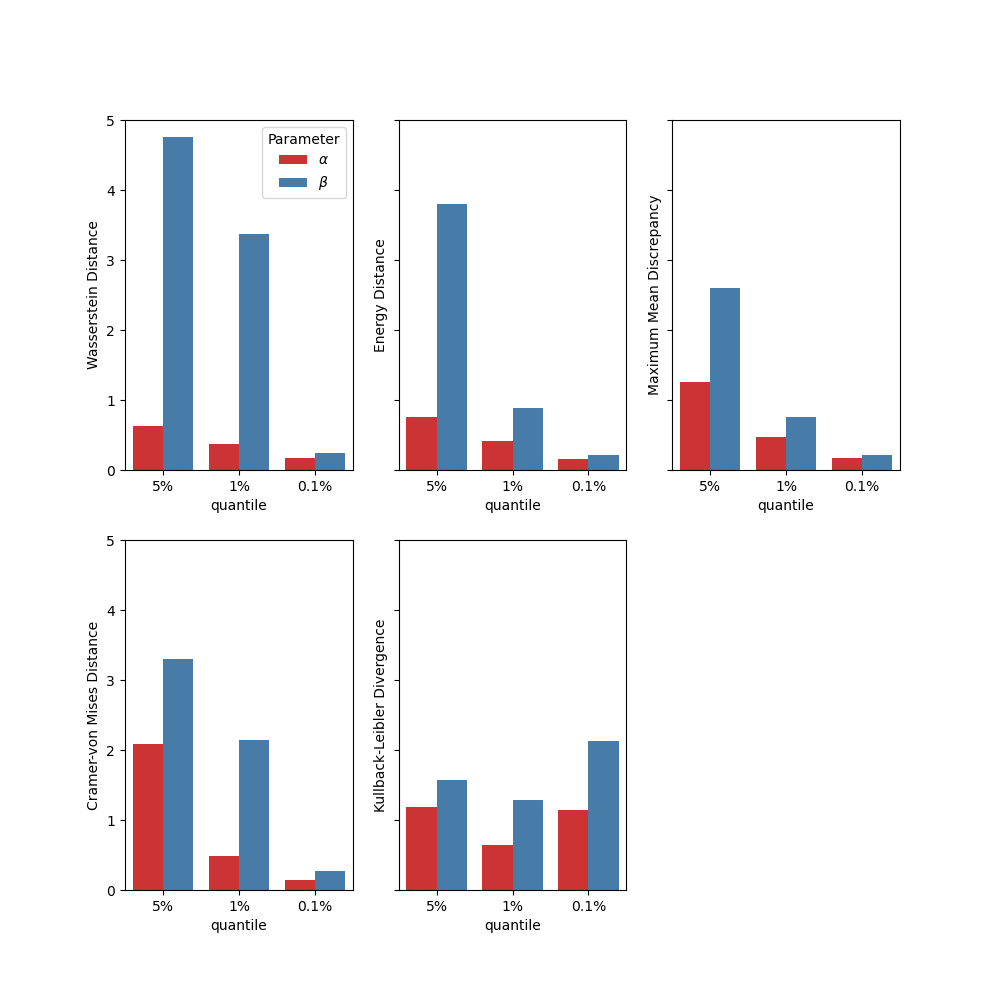 Wasserstein Distance
5
4
3
2
1
0
Parameter
α
β
5% 1% 0.1%
quantile
Energy Distance
5% 1% 0.1%
quantile
Maximum Mean Discrepancy
5% 1% 0.1%
quantile
Cramer-von Mises Distance
5
4
3
2
1
0
5% 1% 0.1%
quantile
Kullback-Leibler Divergence
5% 1% 0.1%
quantile